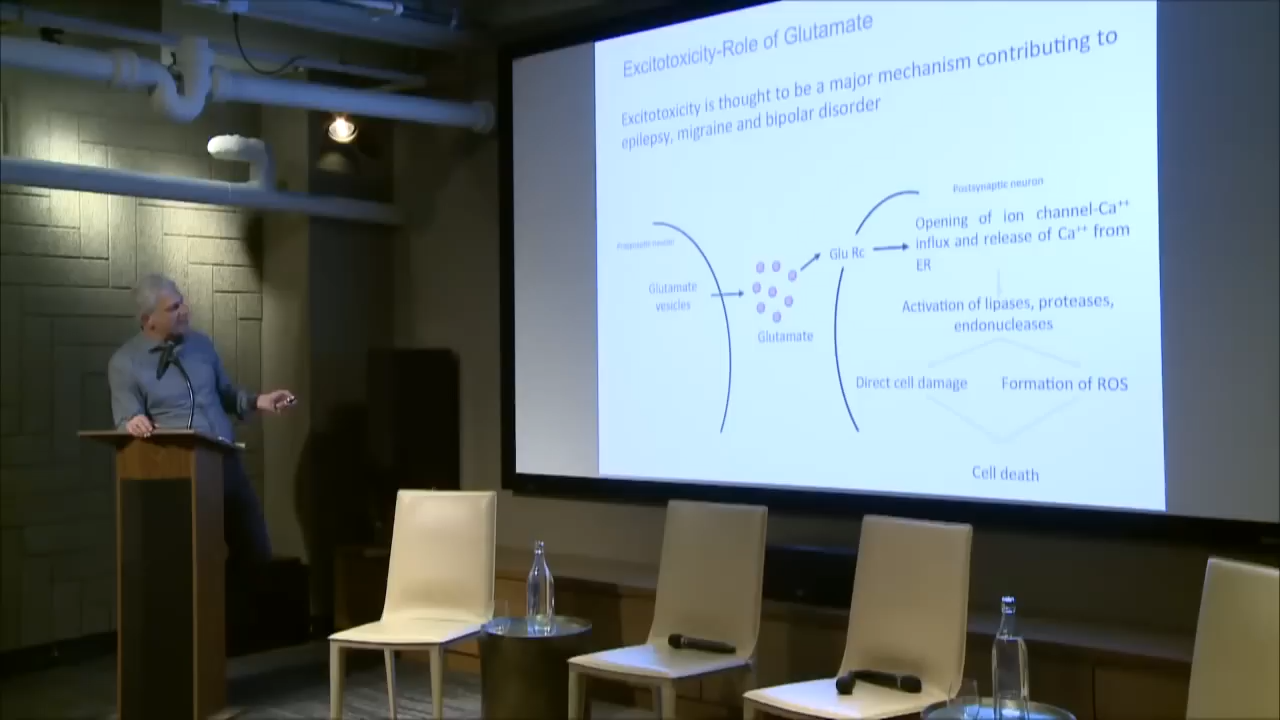 Excitotoxicity-Role of Glutamate
Excitotoxicity is thought to be a major mechanism contributing to
epilepsy, migraine and bipolar disorder
Postsynaptic neuron
Presynaptic neuron
Opening of ion channel-Ca⁺⁺
influx and release of Ca⁺⁺ from
ER
Glu Rc
Glutamate
vesicles
Glutamate
Activation of lipases, proteases,
endonucleases
Direct cell damage
Formation of ROS
Cell death